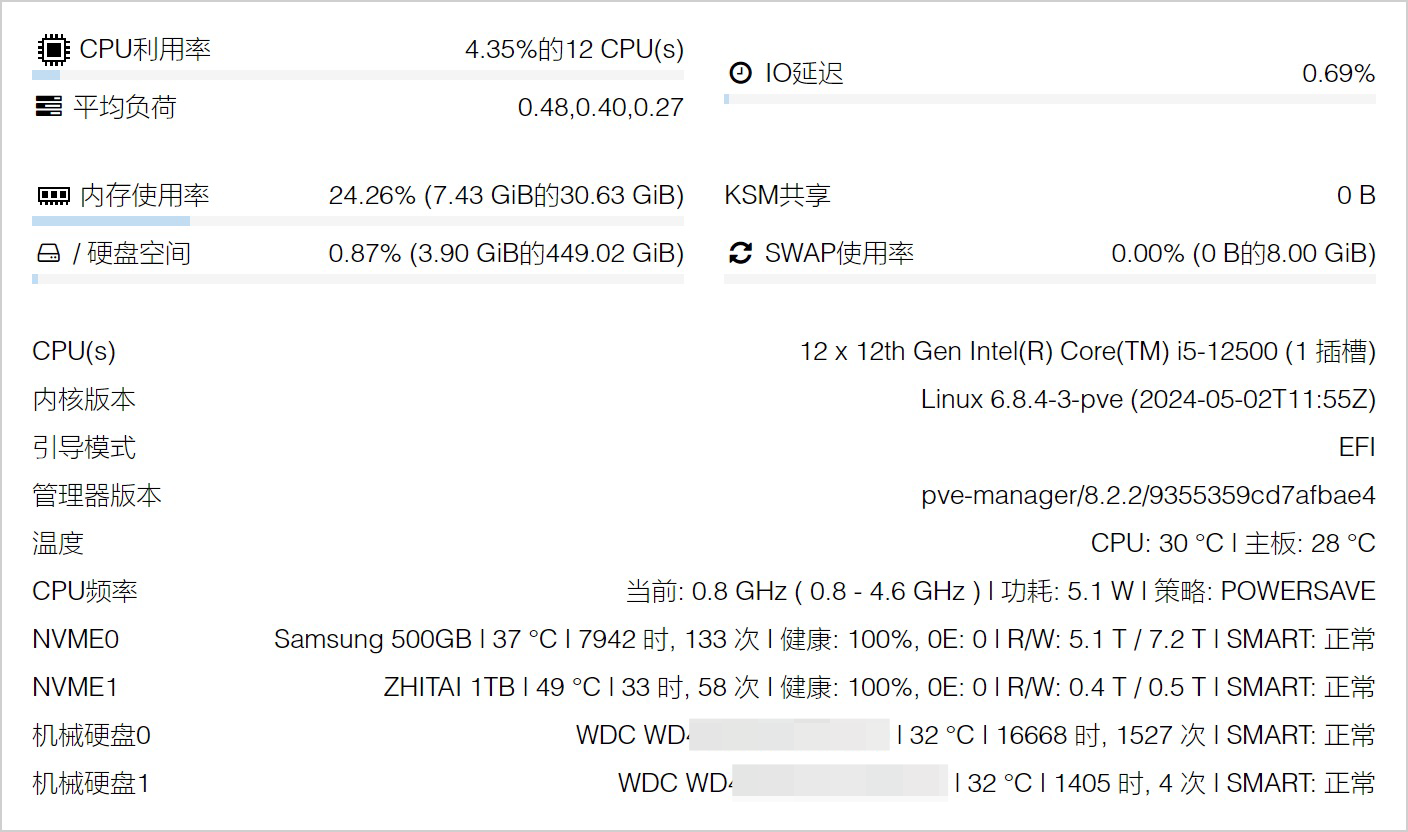 CPU利用率 4.35%的12 CPU(s)
IO延迟 0.69%
平均负荷 0.48,0.40,0.27
内存使用率 24.26% (7.43 GiB的30.63 GiB)
KSM共享 0 B
/ 硬盘空间 0.87% (3.90 GiB的449.02 GiB)
SWAP使用率 0.00% (0 B的8.00 GiB)
CPU(s) 12 x 12th Gen Intel(R) Core(TM) i5-12500 (1 插槽)
内核版本 Linux 6.8.4-3-pve (2024-05-02T11:55Z)
引导模式 EFI
管理器版本 pve-manager/8.2.2/9355359cd7afbae4
温度 CPU: 30 °C | 主板: 28 °C
CPU频率 当前: 0.8 GHz ( 0.8 - 4.6 GHz ) | 功耗: 5.1 W | 策略: POWERSAVE
NVME0 Samsung 500GB | 37 °C | 7942 时, 133 次 | 健康: 100%, 0E: 0 | R/W: 5.1 T / 7.2 T | SMART: 正常
NVME1 ZHITAI 1TB | 49 °C | 33 时, 58 次 | 健康: 100%, 0E: 0 | R/W: 0.4 T / 0.5 T | SMART: 正常
机械硬盘0 WDC WD4 | 32 °C | 16668 时, 1527 次 | SMART: 正常
机械硬盘1 WDC WD4 | 32 °C | 1405 时, 4 次 | SMART: 正常